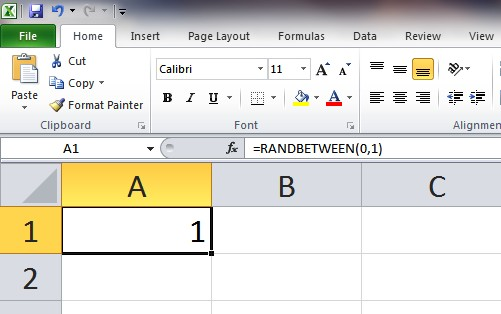 File Home Insert Page Layout Formulas Data Review View
Paste
Cut
Copy
Format Painter
Clipboard
Calibri 11 A A
B I U A
Font
Alignmen
A1 fx =RANDBETWEEN(0,1)
A B C
1 1
2